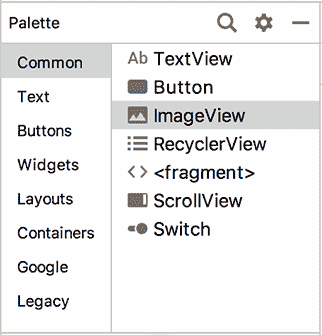 Palette
Common
Text
Buttons
Widgets
Layouts
Containers
Google
Legacy
Ab TextView
Button
ImageView
RecyclerView
<fragment>
ScrollView
Switch